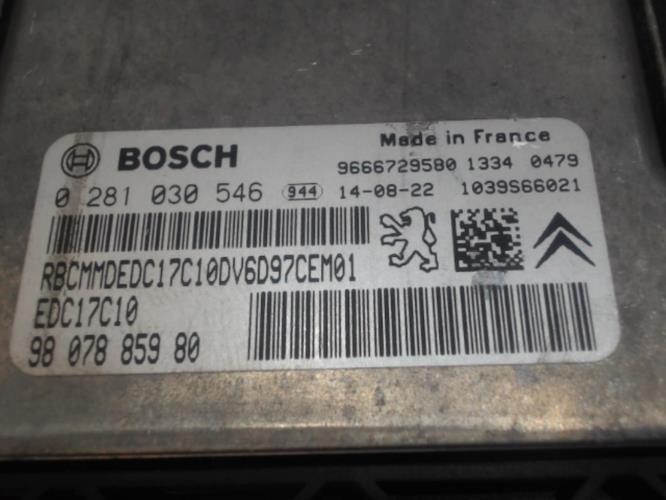 Made in France
BOSCH 9666729580 1334 0479
0 281 030 546 944 14-08-22 1039S66021
RBCMMDEDC17C10DV6D97CEM01
EDC17C10
98 078 859 80